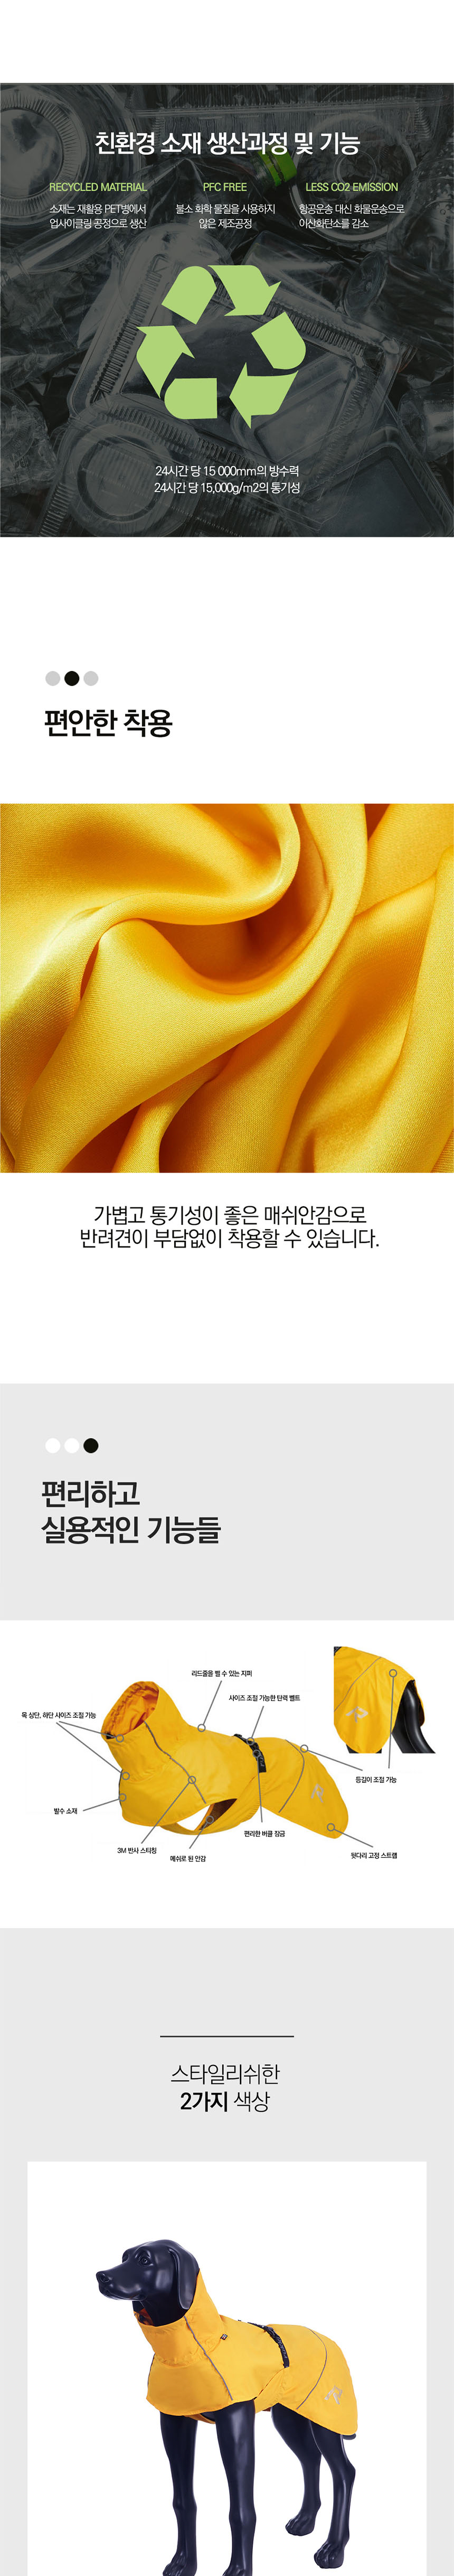 친환경 소재 생산과정 및 기능
RECYCLED MATERIAL
소재는 재활용 PET병에서
업사이클링 공정으로 생산
PFC FREE
불소 화학 물질을 사용하지
않은 제조공정
LESS CO2 EMISSION
항공운송 대신 화물운송으로
이산화탄소를 감소
24시간 당 15 000mm의 방수력
24시간 당 15,000g/m2의 통기성
편안한 착용
가볍고 통기성이 좋은 매쉬안감으로
반려견이 부담없이 착용할 수 있습니다.
편리하고
실용적인 기능들
리드줄을 뺄 수 있는 지퍼
사이즈 조절 가능한 탄력 벨트
목 상단, 하단 사이즈 조절 가능
등길이 조절 가능
발수 소재
편리한 버클 잠금
3M 반사 스티칭
메쉬로 된 안감
뒷다리 고정 스트랩
스타일리쉬한
2가지 색상